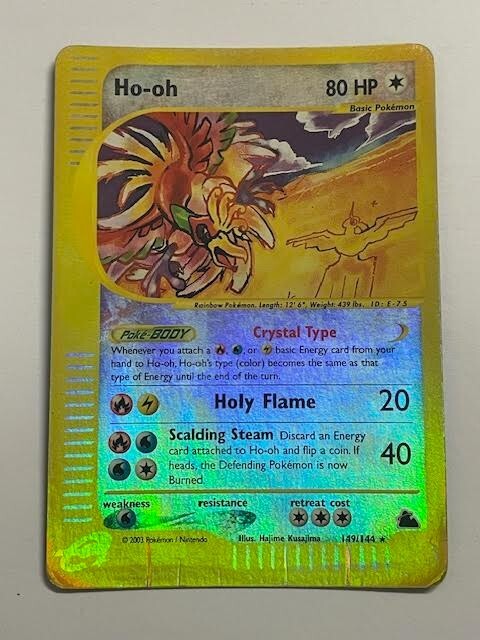 Ho-oh 80 HP
Basic Pokémon
Rainbow Pokémon. Length: 12' 6", Weight: 439 lbs. ID: E-75
Poké-BODY Crystal Type
Whenever you attach a , , or basic Energy card from your
hand to Ho-oh, Ho-oh's type (color) becomes the same as that
type of Energy until the end of the turn.
Holy Flame 20
Scalding Steam Discard an Energy
card attached to Ho-oh and flip a coin. If
heads, the Defending Pokémon is now
Burned
40
weakness resistance retreat cost
© 2003 Pokémon / Nintendo Illus. Hajime Kusajima 149/144 ★